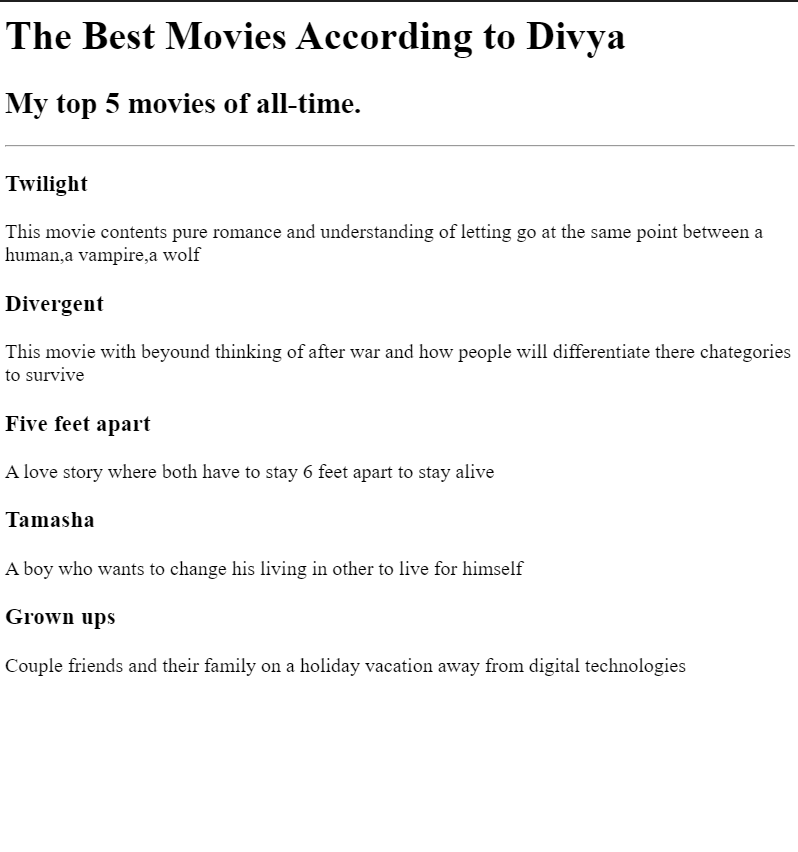 The Best Movies According to Divya
My top 5 movies of all-time.
Twilight
This movie contents pure romance and understanding of letting go at the same point between a
human,a vampire,a wolf
Divergent
This movie with beyound thinking of after war and how people will differentiate there chategories
to survive
Five feet apart
A love story where both have to stay 6 feet apart to stay alive
Tamasha
A boy who wants to change his living in other to live for himself
Grown ups
Couple friends and their family on a holiday vacation away from digital technologies